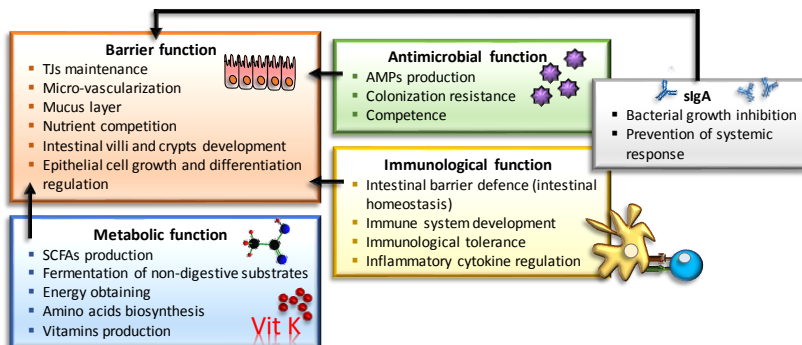 Barrier function
TJs maintenance
Micro-vascularization
Mucus layer
Nutrient competition
Intestinal villi and crypts development
Epithelial cell growth and differentiation
regulation
Antimicrobial function
AMPs production
Colonization resistance
Competence
sIgA
Bacterial growth inhibition
Prevention of systemic
response
Immunological function
Intestinal barrier defence (intestinal
homeostasis)
Immune system development
Immunological tolerance
Inflammatory cytokine regulation
Metabolic function
SCFAs production
Fermentation of non-digestive substrates
Energy obtaining
Amino acids biosynthesis
Vitamins production
Vit K